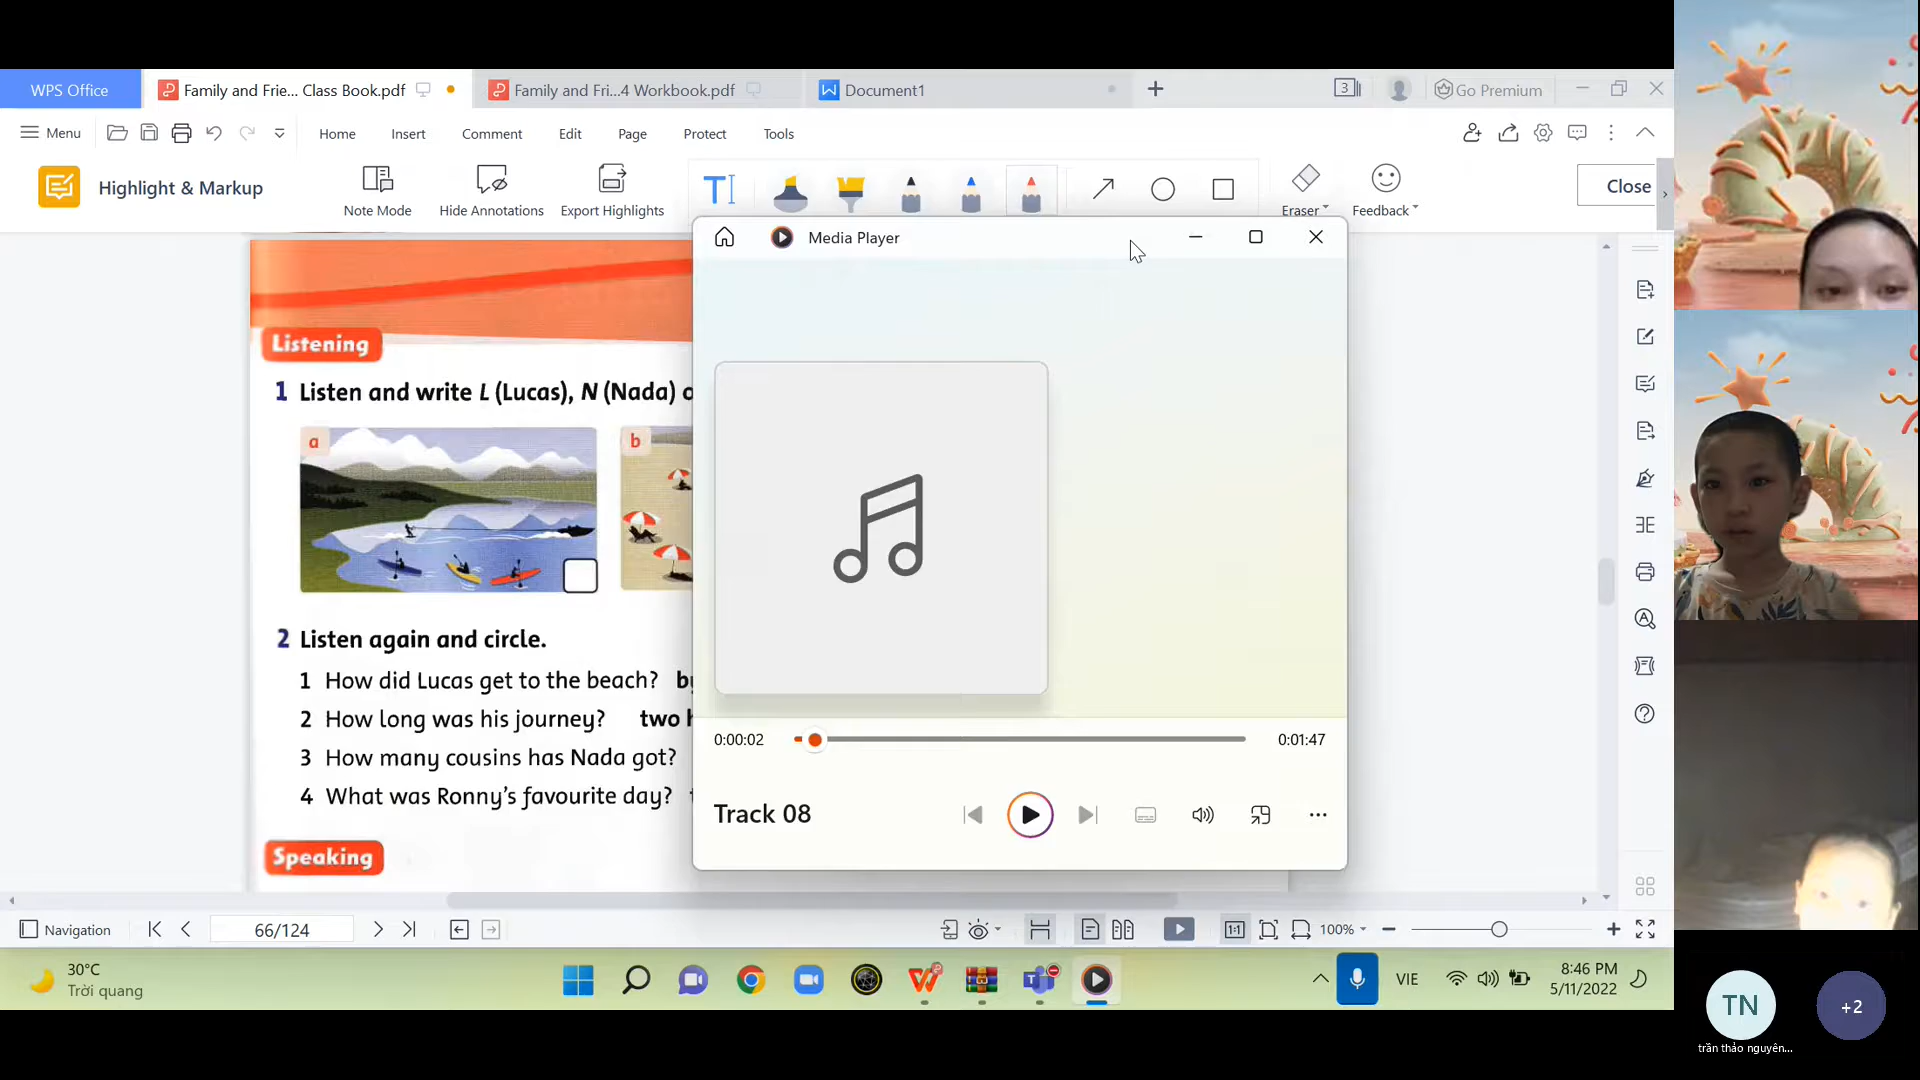 WPS Office
Family and Frie... Class Book.pdf
Family and Fri...4 Workbook.pdf
Document1
3
Go Premium
Menu
Home
Insert
Comment
Edit
Page
Protect
Tools
Highlight & Markup
Note Mode
Hide Annotations
Export Highlights
Eraser
Feedback
Close
Media Player
Listening
1 Listen and write L (Lucas), N (Nada) o
a
b
2 Listen again and circle.
1 How did Lucas get to the beach? by
2 How long was his journey? two h
3 How many cousins has Nada got?
4 What was Ronny's favourite day?
Speaking
0:00:02
0:01:47
Track 08
Navigation
66/124
1:1
100%
30°C
Trời quang
VIE
8:46 PM
5/11/2022
TN
+2
trần thảo nguyên...